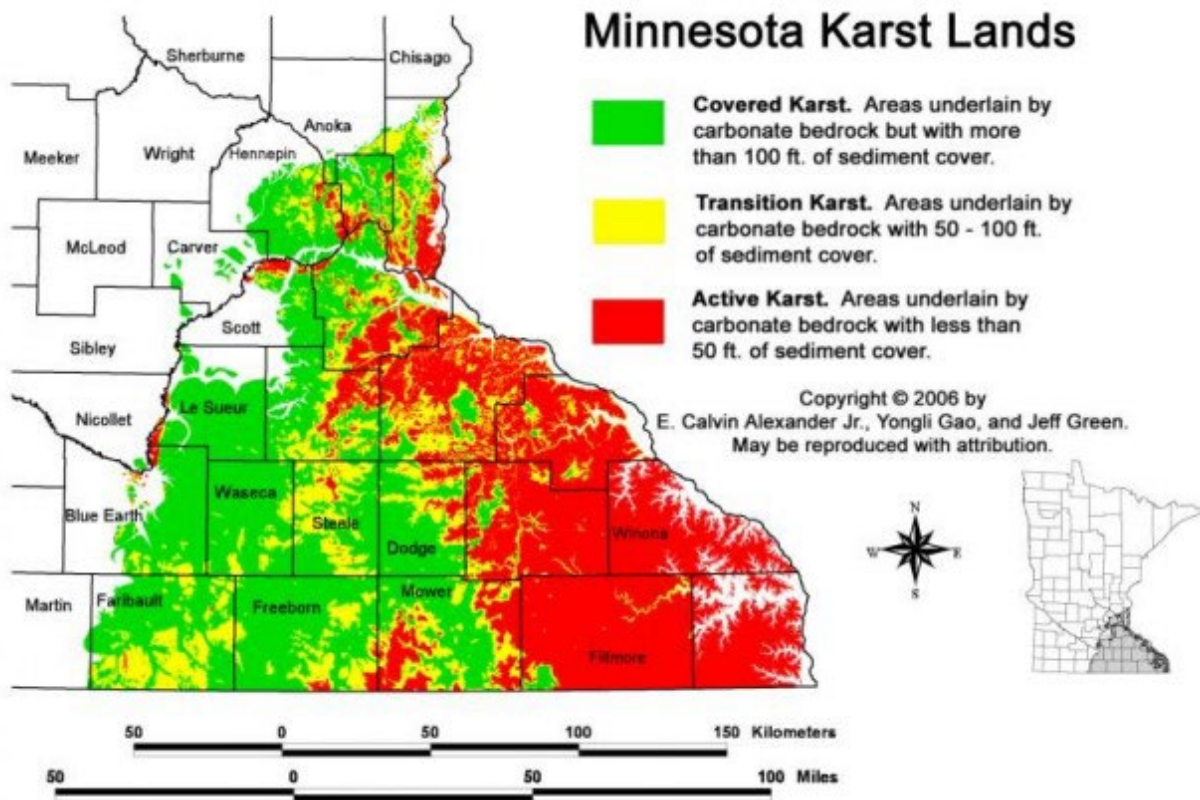 Minnesota Karst Lands
Covered Karst. Areas underlain by
carbonate bedrock but with more
than 100 ft. of sediment cover.
Transition Karst. Areas underlain by
carbonate bedrock with 50 - 100 ft.
of sediment cover.
Active Karst. Areas underlain by
carbonate bedrock with less than
50 ft. of sediment cover.
Copyright © 2006 by
E. Calvin Alexander Jr., Yongli Gao, and Jeff Green.
May be reproduced with attribution.
N
W E
S
Sherburne
Chisago
Anoka
Meeker
Wright
Hennepin
McLeod
Carver
Scott
Sibley
Le Sueur
Nicollet
Waseca
Blue Earth
Steele
Dodge
Winona
Martin
Faribault
Freeborn
Mower
Fillmore
50 0 50 100 150 Kilometers
50 0 50 100 Miles